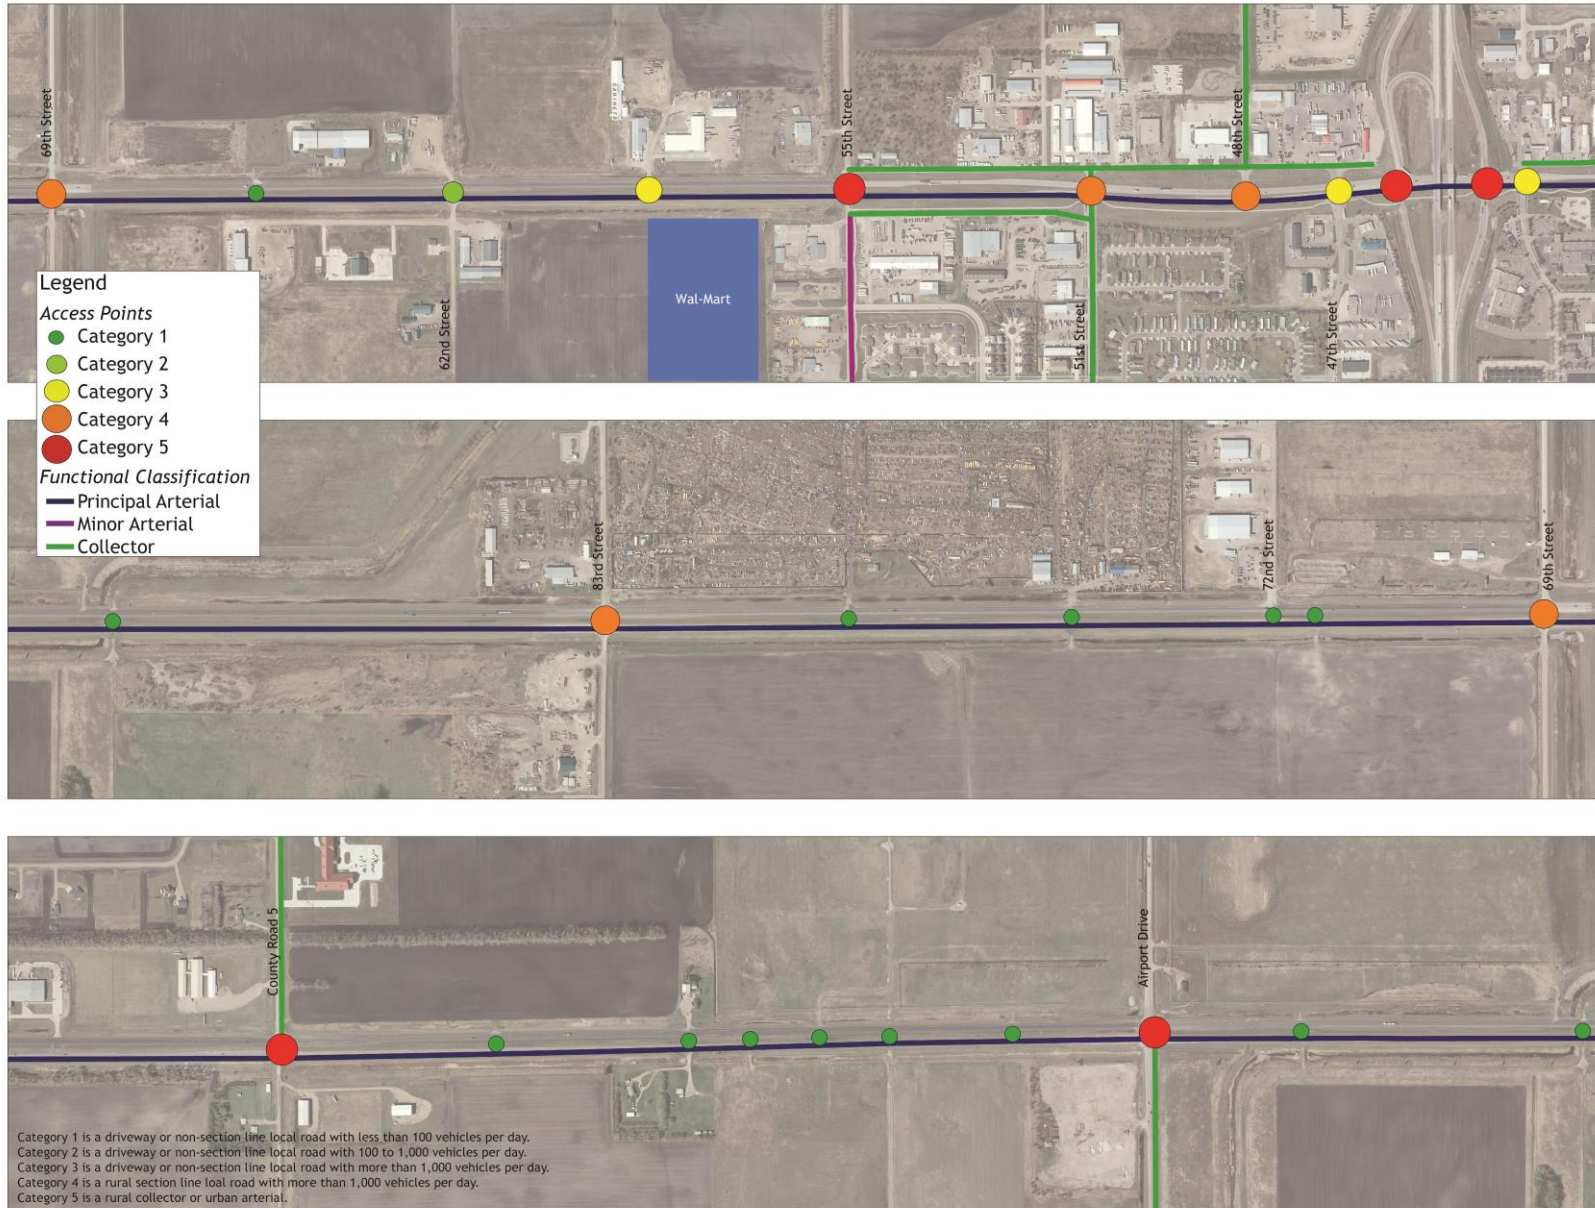 69th Street
62nd Street
Wal-Mart
55th Street
51st Street
48th Street
47th Street
Legend
Access Points
Category 1
Category 2
Category 3
Category 4
Category 5
Functional Classification
Principal Arterial
Minor Arterial
Collector
83rd Street
72nd Street
69th Street
County Road 5
Airport Drive
Category 1 is a driveway or non-section line local road with less than 100 vehicles per day.
Category 2 is a driveway or non-section line local road with 100 to 1,000 vehicles per day.
Category 3 is a driveway or non-section line local road with more than 1,000 vehicles per day.
Category 4 is a rural section line loal road with more than 1,000 vehicles per day.
Category 5 is a rural collector or urban arterial.